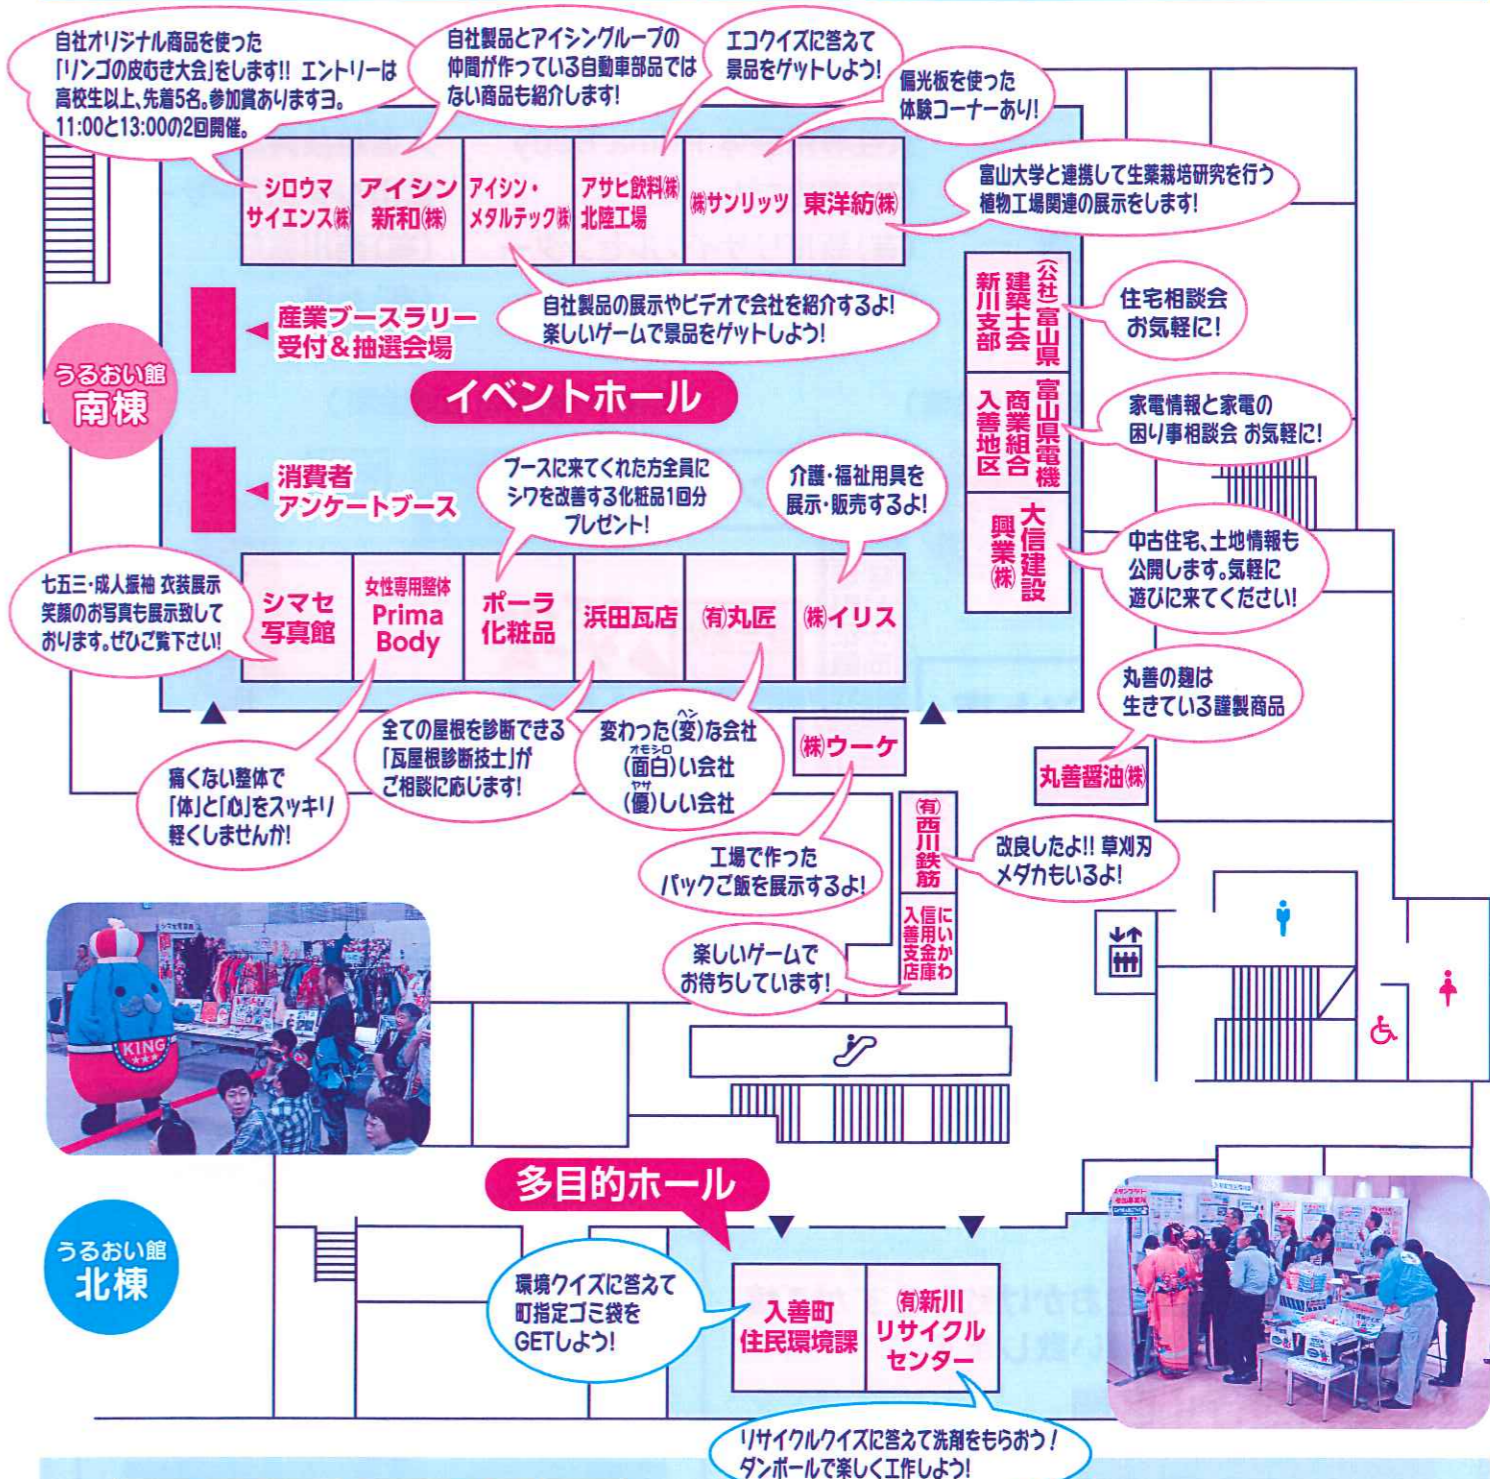 自社オリジナル商品を使った
「リンゴの皮むき大会」をします!! エントリーは
高校生以上、先着5名。参加賞ありますヨ。
11:00と13:00の2回開催。
自社製品とアイシングループの
仲間が作っている自動車部品では
ない商品も紹介します!
エコクイズに答えて
景品をゲットしよう!
偏光板を使った
体験コーナーあり!
シロウマ
サイエンス㈱
アイシン
新和㈱
アイシン・
メタルテック㈱
アサヒ飲料㈱
北陸工場
㈱サンリッツ
東洋紡㈱
富山大学と連携して生薬栽培研究を行う
植物工場関連の展示をします!
自社製品の展示やビデオで会社を紹介するよ!
楽しいゲームで景品をゲットしよう!
産業ブースラリー
受付&抽選会場
うるおい館
南棟
イベントホール
(公社)富山県
建築士会
新川支部
住宅相談会
お気軽に!
富山県電機
商業組合
入善地区
家電情報と家電の
困り事相談会 お気軽に!
消費者
アンケートブース
ブースに来てくれた方全員に
シワを改善する化粧品1回分
プレゼント!
介護・福祉用具を
展示・販売するよ!
大信建設
興業㈱
中古住宅、土地情報も
公開します。気軽に
遊びに来てください!
七五三・成人振袖 衣装展示
笑顔のお写真も展示致して
おります。ぜひご覧下さい!
シマセ
写真館
女性専用整体
Prima
Body
ポーラ
化粧品
浜田瓦店
㈲丸匠
㈱イリス
痛くない整体で
「体」と「心」をスッキリ
軽くしませんか!
全ての屋根を診断できる
「瓦屋根診断技士」が
ご相談に応じます!
ヘン
変わった(変)な会社
オモシロ
(面白)い会社
ヤサ
(優)しい会社
㈱ウーケ
工場で作った
パックご飯を展示するよ!
丸善の麹は
生きている謹製商品
丸善醤油㈱
㈲西川鉄筋
改良したよ!! 草刈刃
メダカもいるよ!
にいかわ
信用金庫
入善支店
楽しいゲームで
お待ちしています!
KING
多目的ホール
うるおい館
北棟
環境クイズに答えて
町指定ゴミ袋を
GETしよう!
入善町
住民環境課
㈲新川
リサイクル
センター
リサイクルクイズに答えて洗剤をもらおう!
ダンボールで楽しく工作しよう!